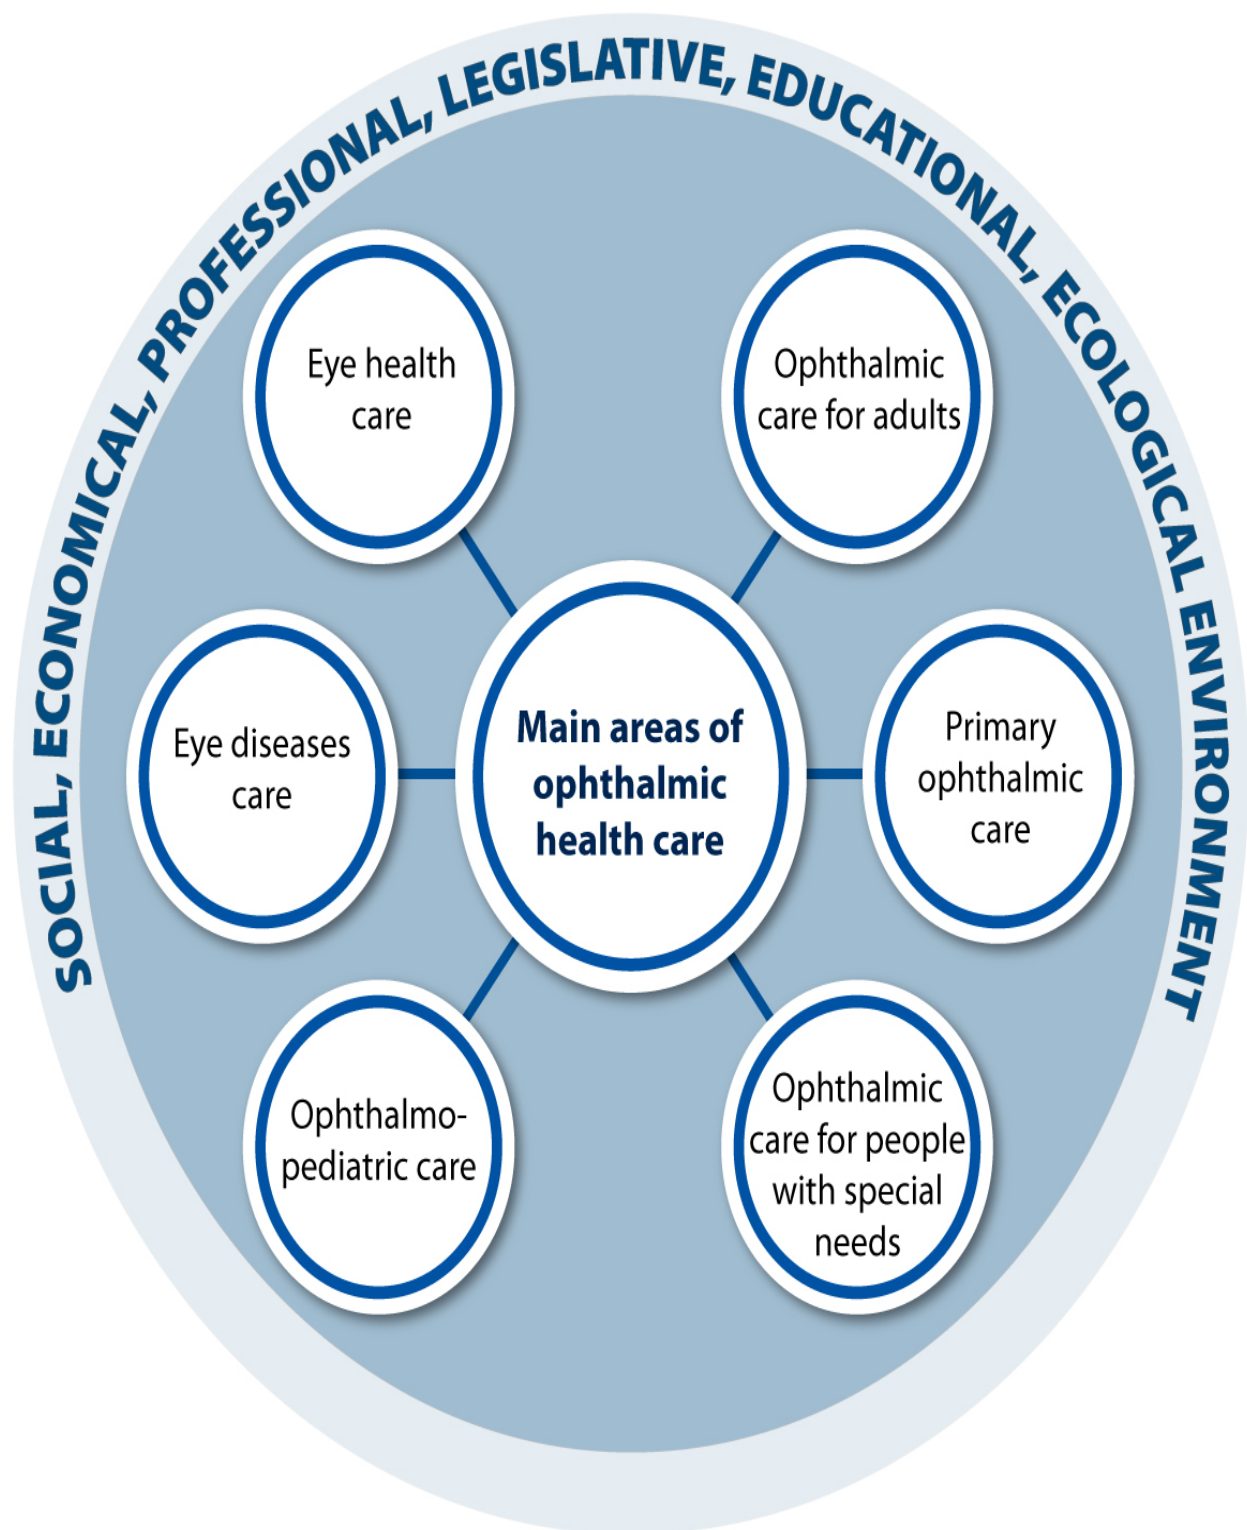 SOCIAL, ECONOMICAL, PROFESSIONAL, LEGISLATIVE, EDUCATIONAL, ECOLOGICAL ENVIRONMENT
Eye health
care
Ophthalmic
care for adults
Eye diseases
care
Main areas of
ophthalmic
health care
Primary
ophthalmic
care
Ophthalmo-
pediatric care
Ophthalmic
care for people
with special
needs